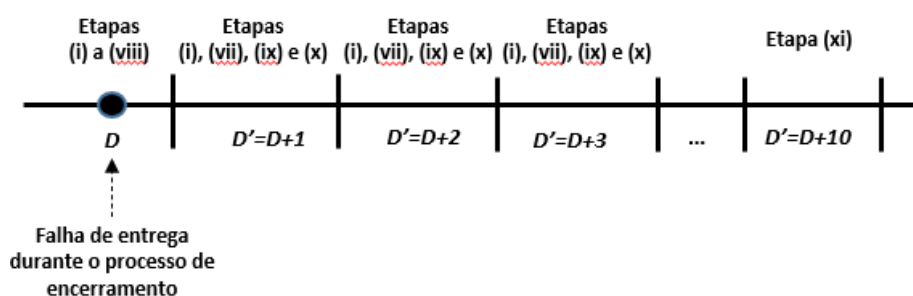 Etapas
(i) a (viii)
Etapas
(i), (vii), (ix) e (x)
Etapas
(i), (vii), (ix) e (x)
Etapas
(i), (vii), (ix) e (x)
Etapa (xi)
D
D’=D+1
D’=D+2
D’=D+3
...
D’=D+10
Falha de entrega
durante o processo de
encerramento